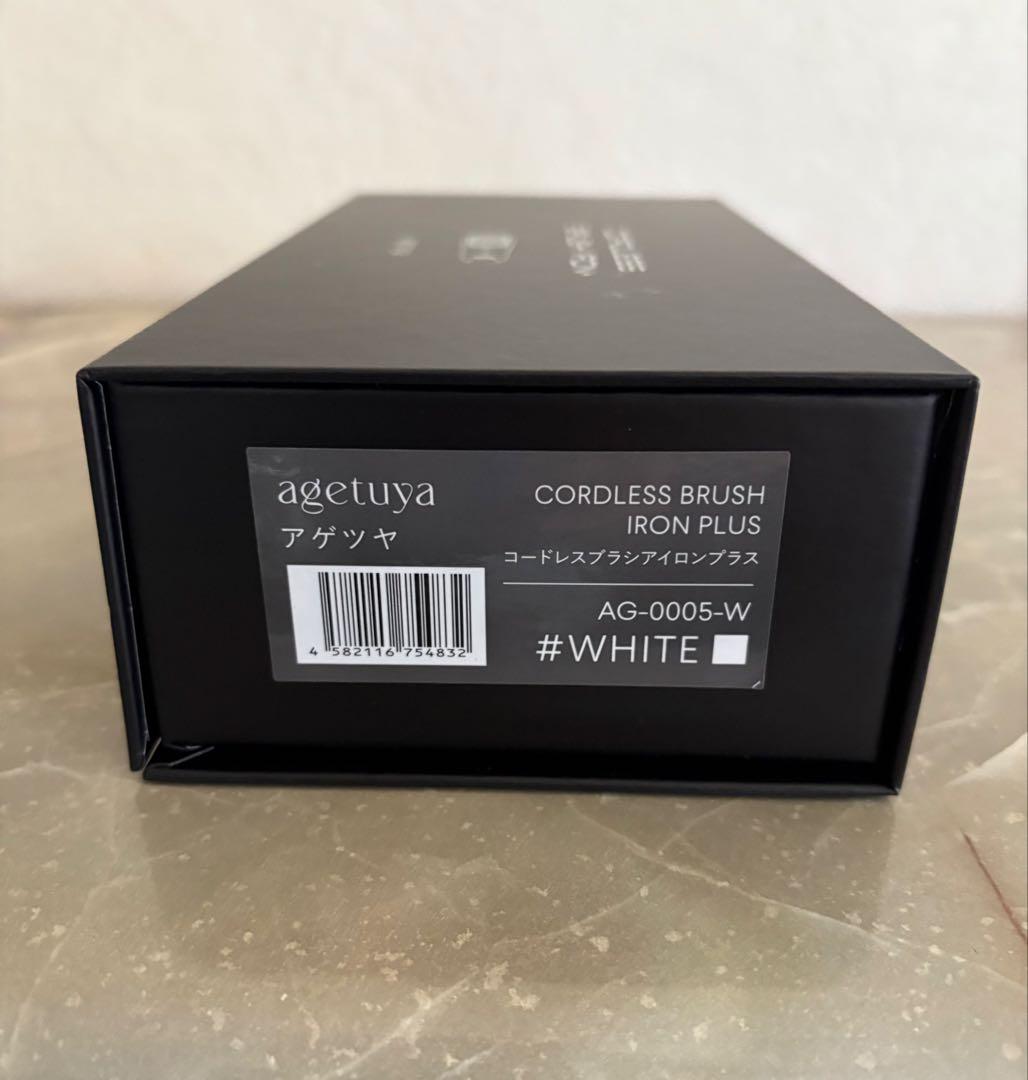 agetuya
アゲツヤ
4 582116 754832
CORDLESS BRUSH
IRON PLUS
コードレスブラシアイロンプラス
AG-0005-W
#WHITE